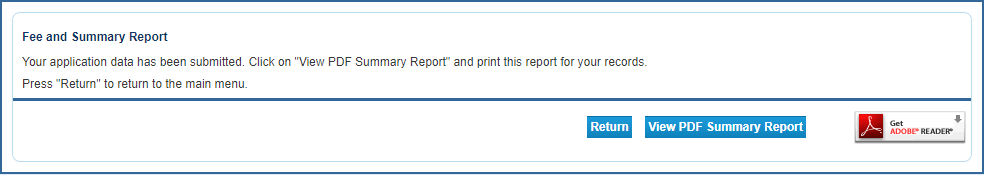 Fee and Summary Report
Your application data has been submitted. Click on "View PDF Summary Report" and print this report for your records.
Press "Return" to return to the main menu.
Return View PDF Summary Report Get
ADOBE® READER®